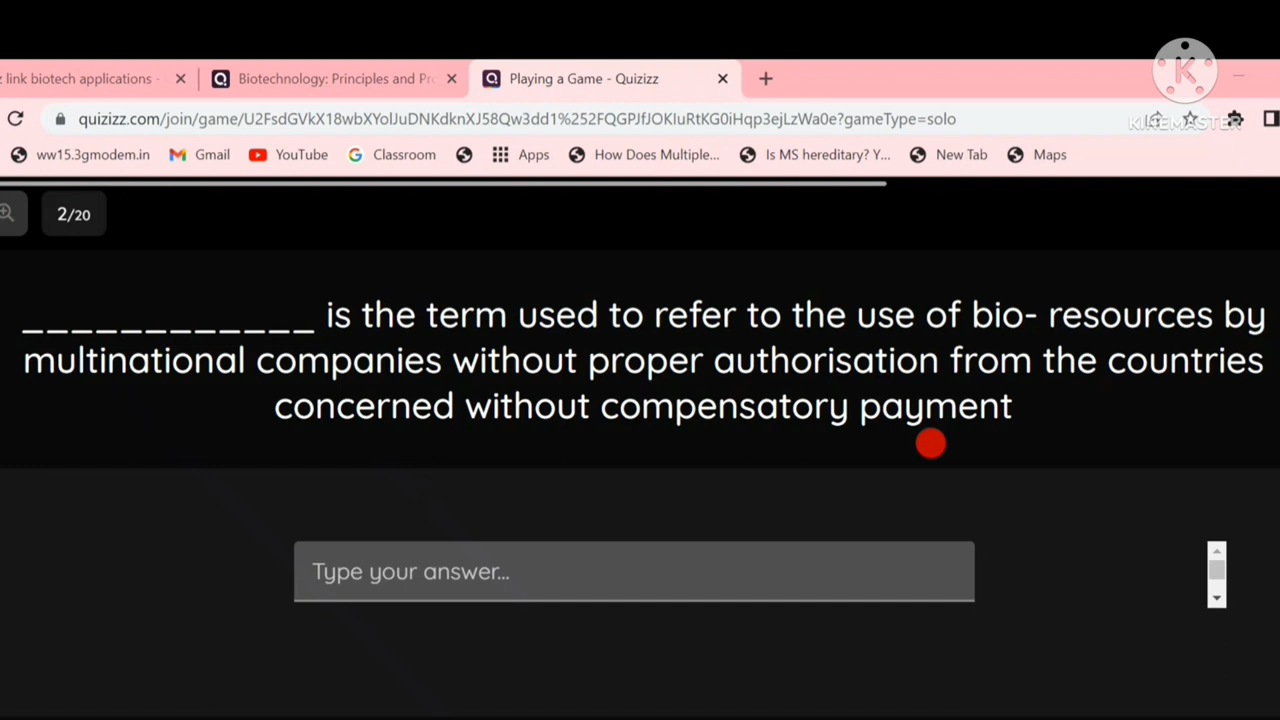 z link biotech applications - Biotechnology: Principles and Pr Playing a Game - Quizizz
KINEMASTER
quizizz.com/join/game/U2FsdGVkX18wbXYoIJuDNKdknXJ58Qw3dd1%252FQGPJfJOKIuRtKG0iHqp3ejLzWa0e?gameType=solo
ww15.3gmodem.in Gmail YouTube Classroom Apps How Does Multiple... Is MS hereditary? Y... New Tab Maps
2/20
_____________ is the term used to refer to the use of bio- resources by
multinational companies without proper authorisation from the countries
concerned without compensatory payment
Type your answer...